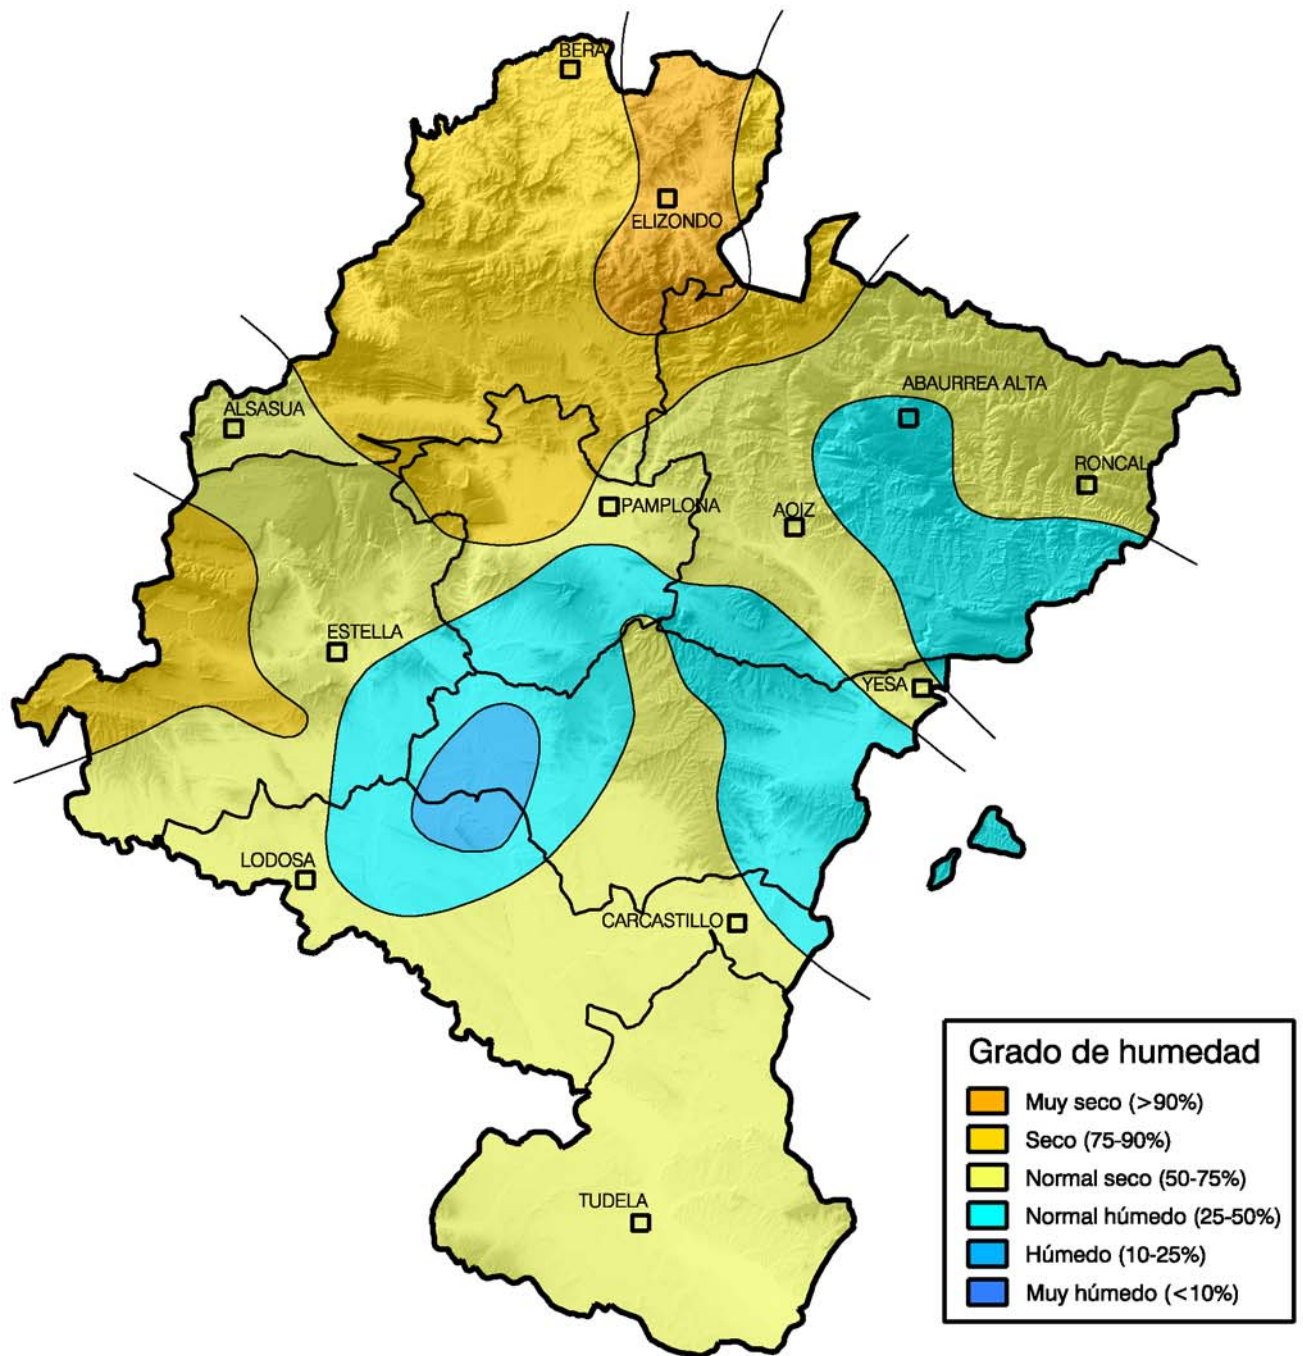 BERA
ELIZONDO
ABAURREA ALTA
ALSASUA
RONCAL
PAMPLONA
AOIZ
ESTELLA
YESA
LODOSA
CARCASTILLO
TUDELA
Grado de humedad
Muy seco (>90%)
Seco (75-90%)
Normal seco (50-75%)
Normal húmedo (25-50%)
Húmedo (10-25%)
Muy húmedo (<10%)